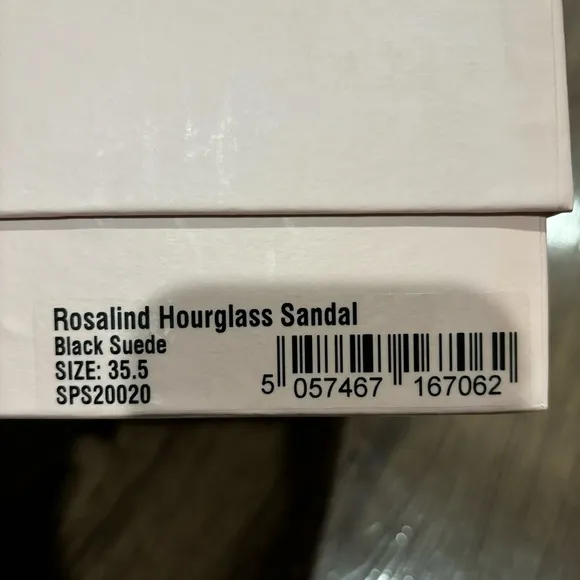 Rosalind Hourglass Sandal
Black Suede
SIZE: 35.5
SPS20020
5 057467 167062